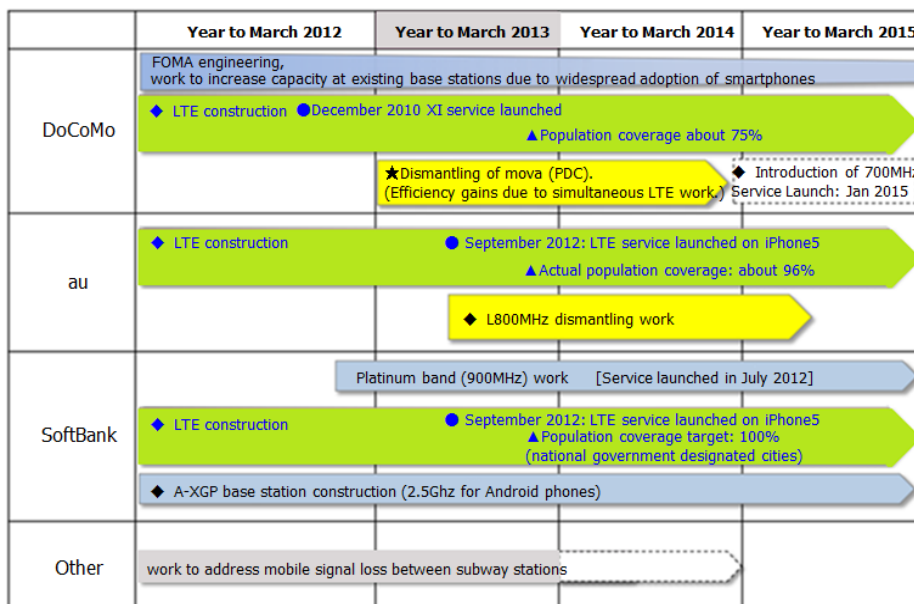 Year to March 2012 Year to March 2013 Year to March 2014 Year to March 2015
DoCoMo
FOMA engineering,
work to increase capacity at existing base stations due to widespread adoption of smartphones
◆ LTE construction ●December 2010 XI service launched
▲Population coverage about 75%
★Dismantling of mova (PDC).
(Efficiency gains due to simultaneous LTE work.)
◆ Introduction of 700MHz
Service Launch: Jan 2015
au
◆ LTE construction ● September 2012: LTE service launched on iPhone5
▲Actual population coverage: about 96%
◆ L800MHz dismantling work
SoftBank
Platinum band (900MHz) work [Service launched in July 2012]
◆ LTE construction ● September 2012: LTE service launched on iPhone5
▲Population coverage target: 100%
(national government designated cities)
◆ A-XGP base station construction (2.5Ghz for Android phones)
Other
work to address mobile signal loss between subway stations